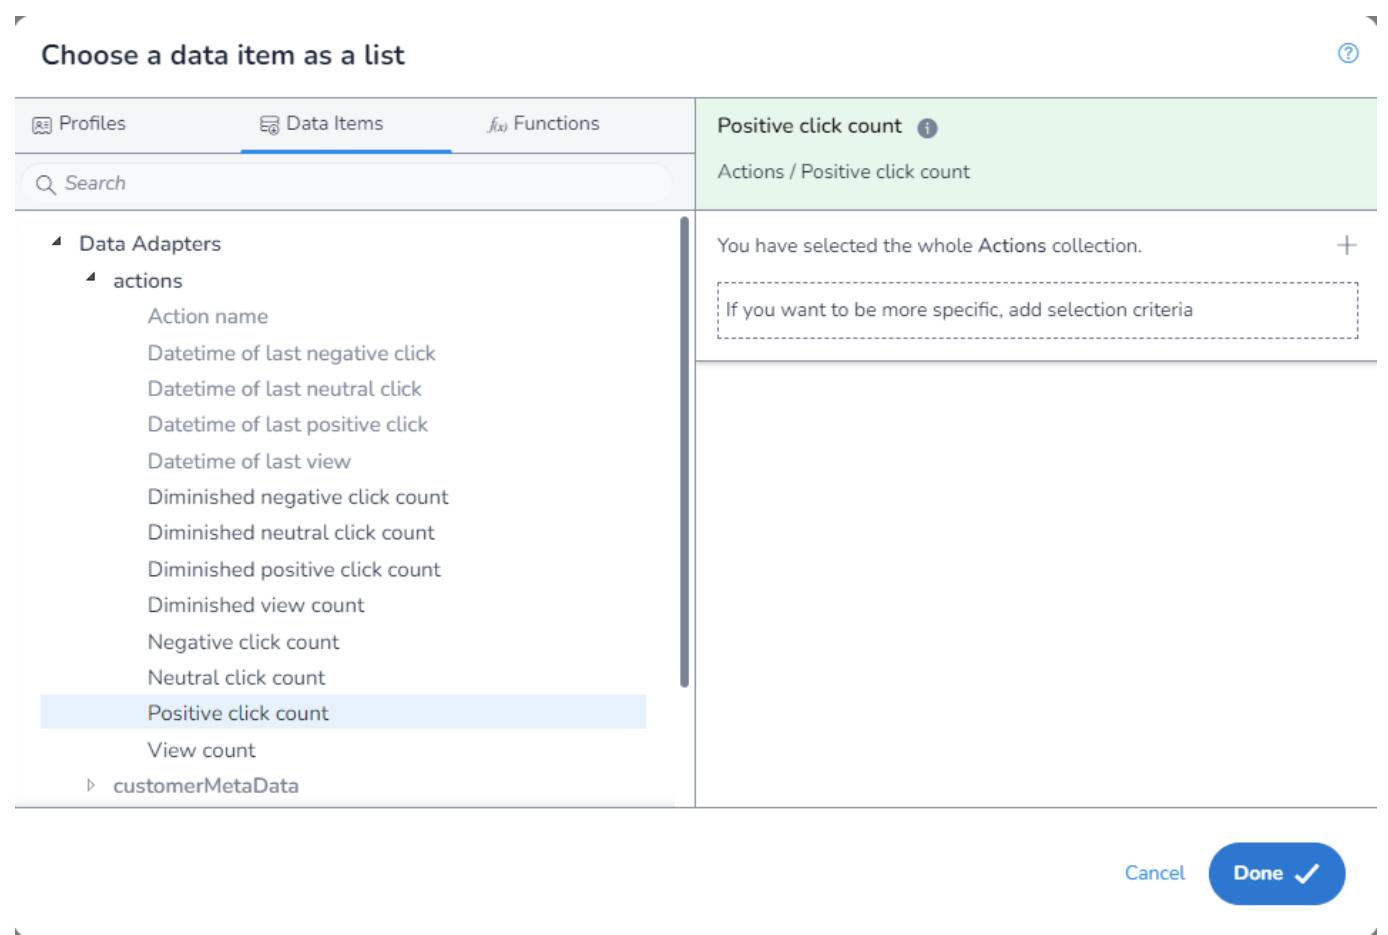 Choose a data item as a list
Profiles
Data Items
f(x) Functions
Search
Data Adapters
actions
Action name
Datetime of last negative click
Datetime of last neutral click
Datetime of last positive click
Datetime of last view
Diminished negative click count
Diminished neutral click count
Diminished positive click count
Diminished view count
Negative click count
Neutral click count
Positive click count
View count
customerMetaData
Positive click count
Actions / Positive click count
You have selected the whole Actions collection.
If you want to be more specific, add selection criteria
Cancel
Done